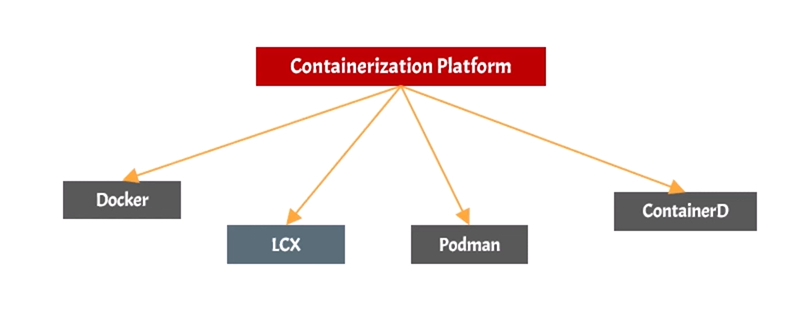 Containerization Platform
Docker
ContainerD
LCX
Podman